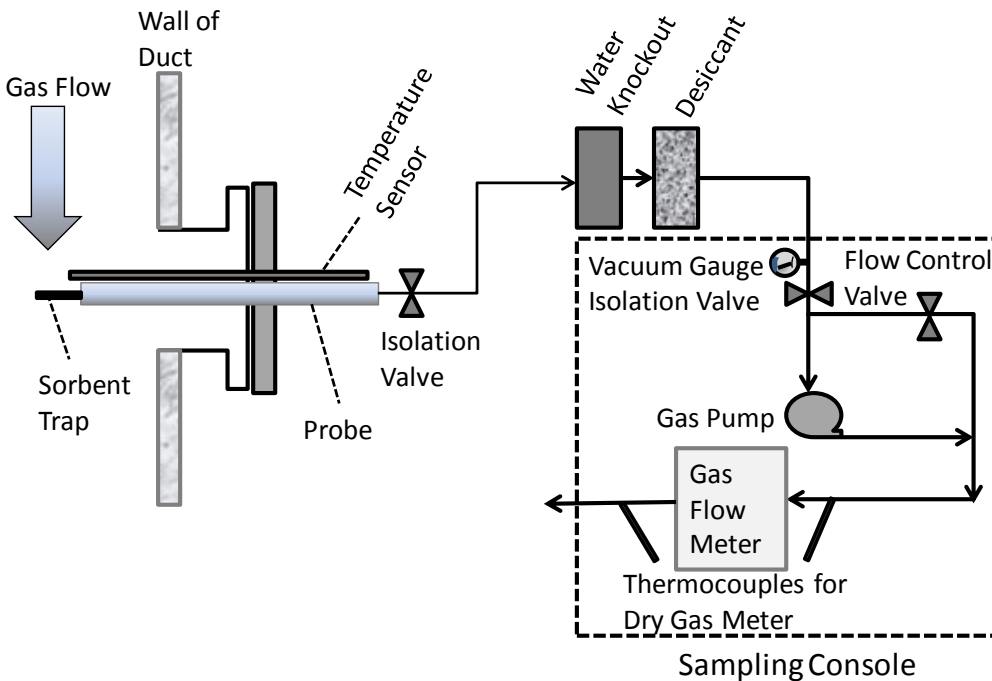 Wall of
Duct
Gas Flow
Temperature
Sensor
Water
Knockout
Desiccant
Vacuum Gauge
Isolation Valve
Flow Control
Valve
Isolation
Valve
Sorbent
Trap
Probe
Gas Pump
Gas
Flow
Meter
Thermocouples for
Dry Gas Meter
Sampling Console